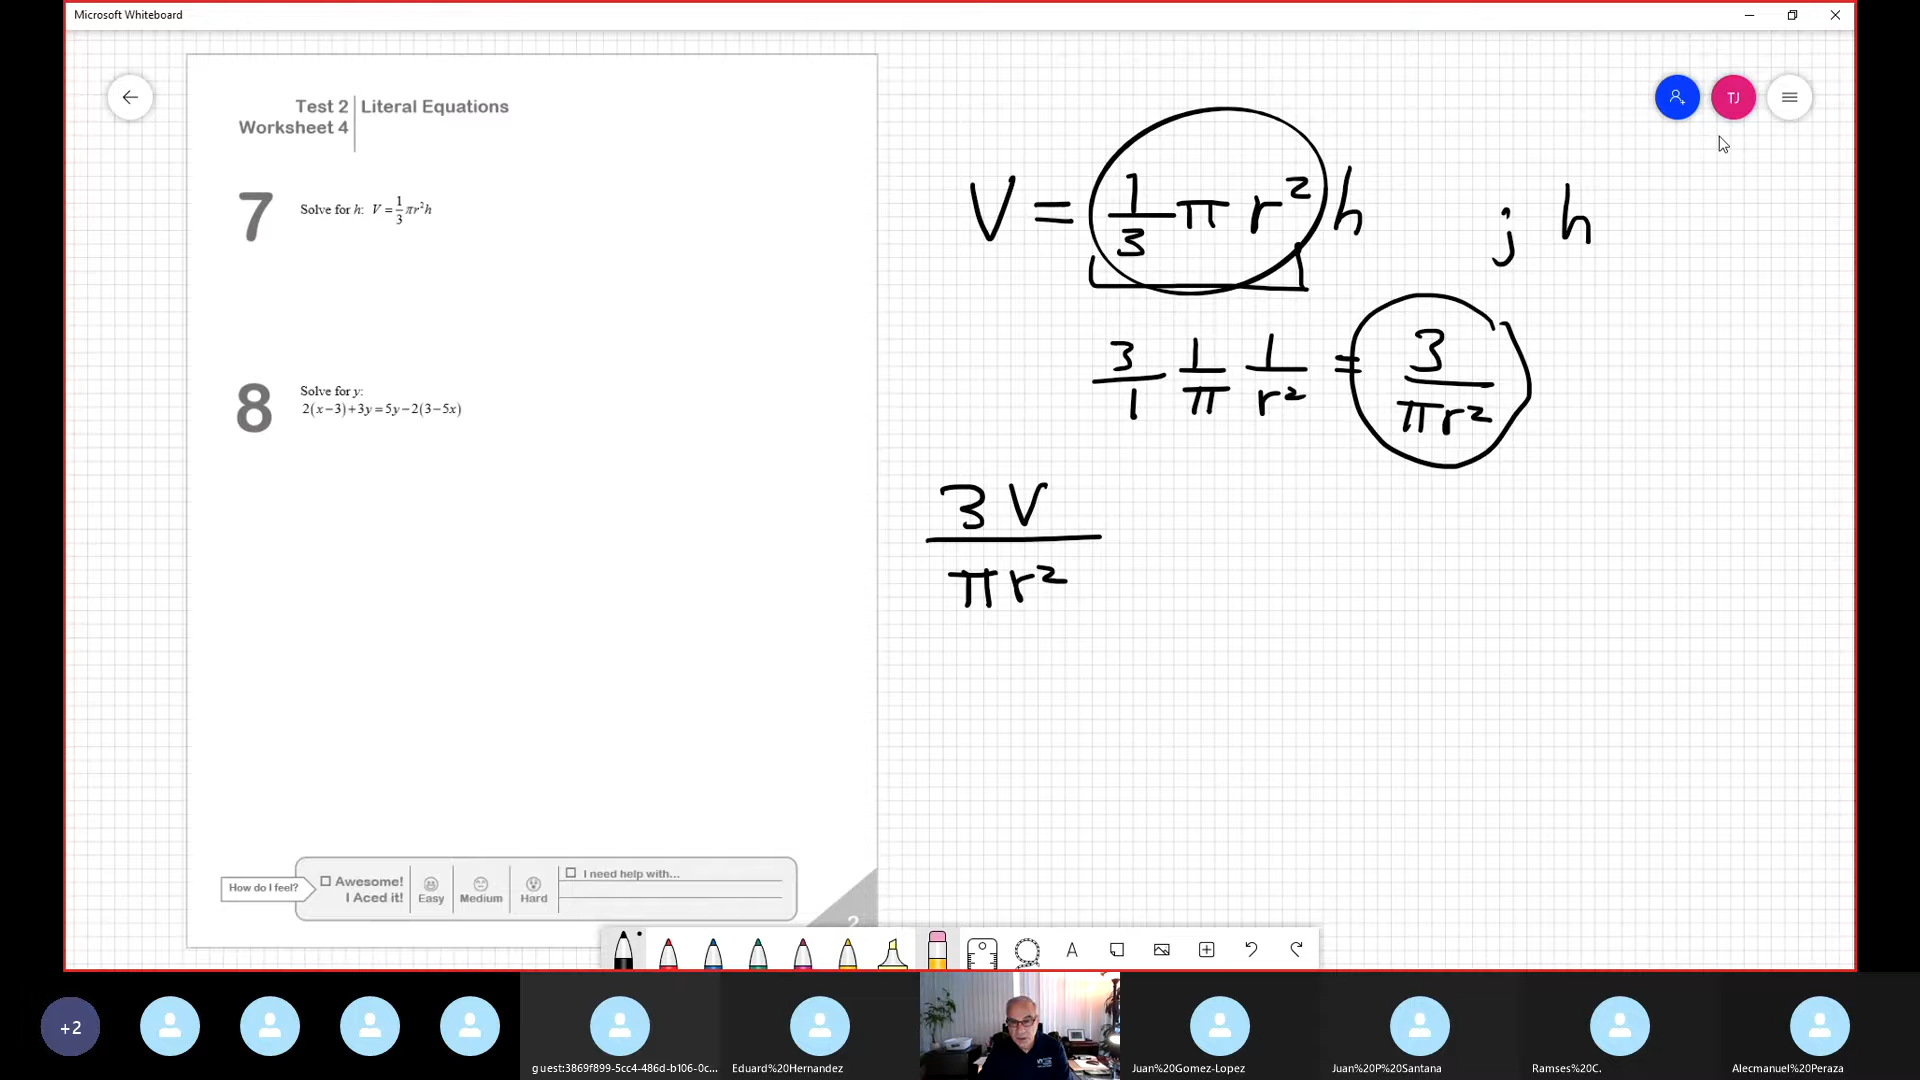 Microsoft Whiteboard
Test 2 Literal Equations
Worksheet 4
TJ
7 Solve for h: V = 1/3 πr²h
8 Solve for y:
2(x−3)+3y=5y−2(3−5x)
V = 1/3 π r² h ; h
3/1 1/π 1/r² = 3/πr²
3V/πr²
How do I feel?
Awesome!
I Aced it!
Easy
Medium
Hard
I need help with...
2
A
+2
guest:3869f899-5cc4-486d-b106-0c...
Eduard%20Hernandez
Juan%20Gomez-Lopez
Juan%20P%20Santana
Ramses%20C.
Alecmanuel%20Peraza